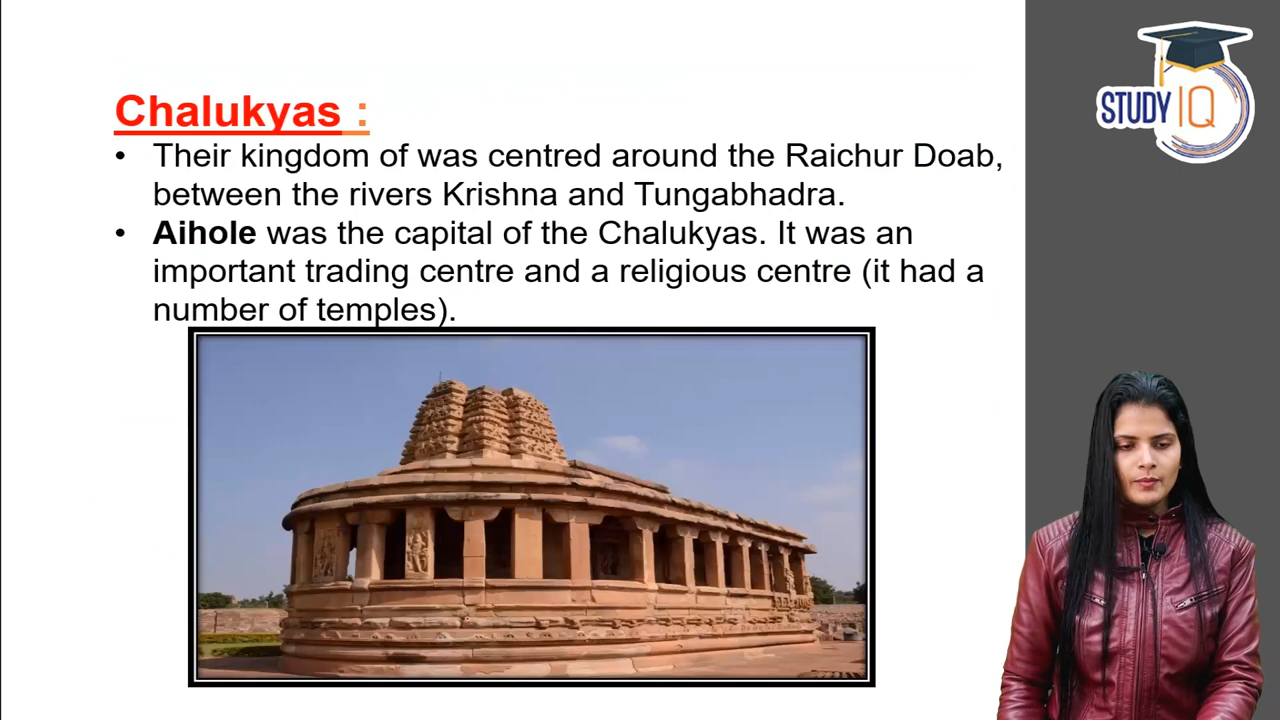 Chalukyas :
• Their kingdom of was centred around the Raichur Doab,
between the rivers Krishna and Tungabhadra.
• Aihole was the capital of the Chalukyas. It was an
important trading centre and a religious centre (it had a
number of temples).
STUDY IQ